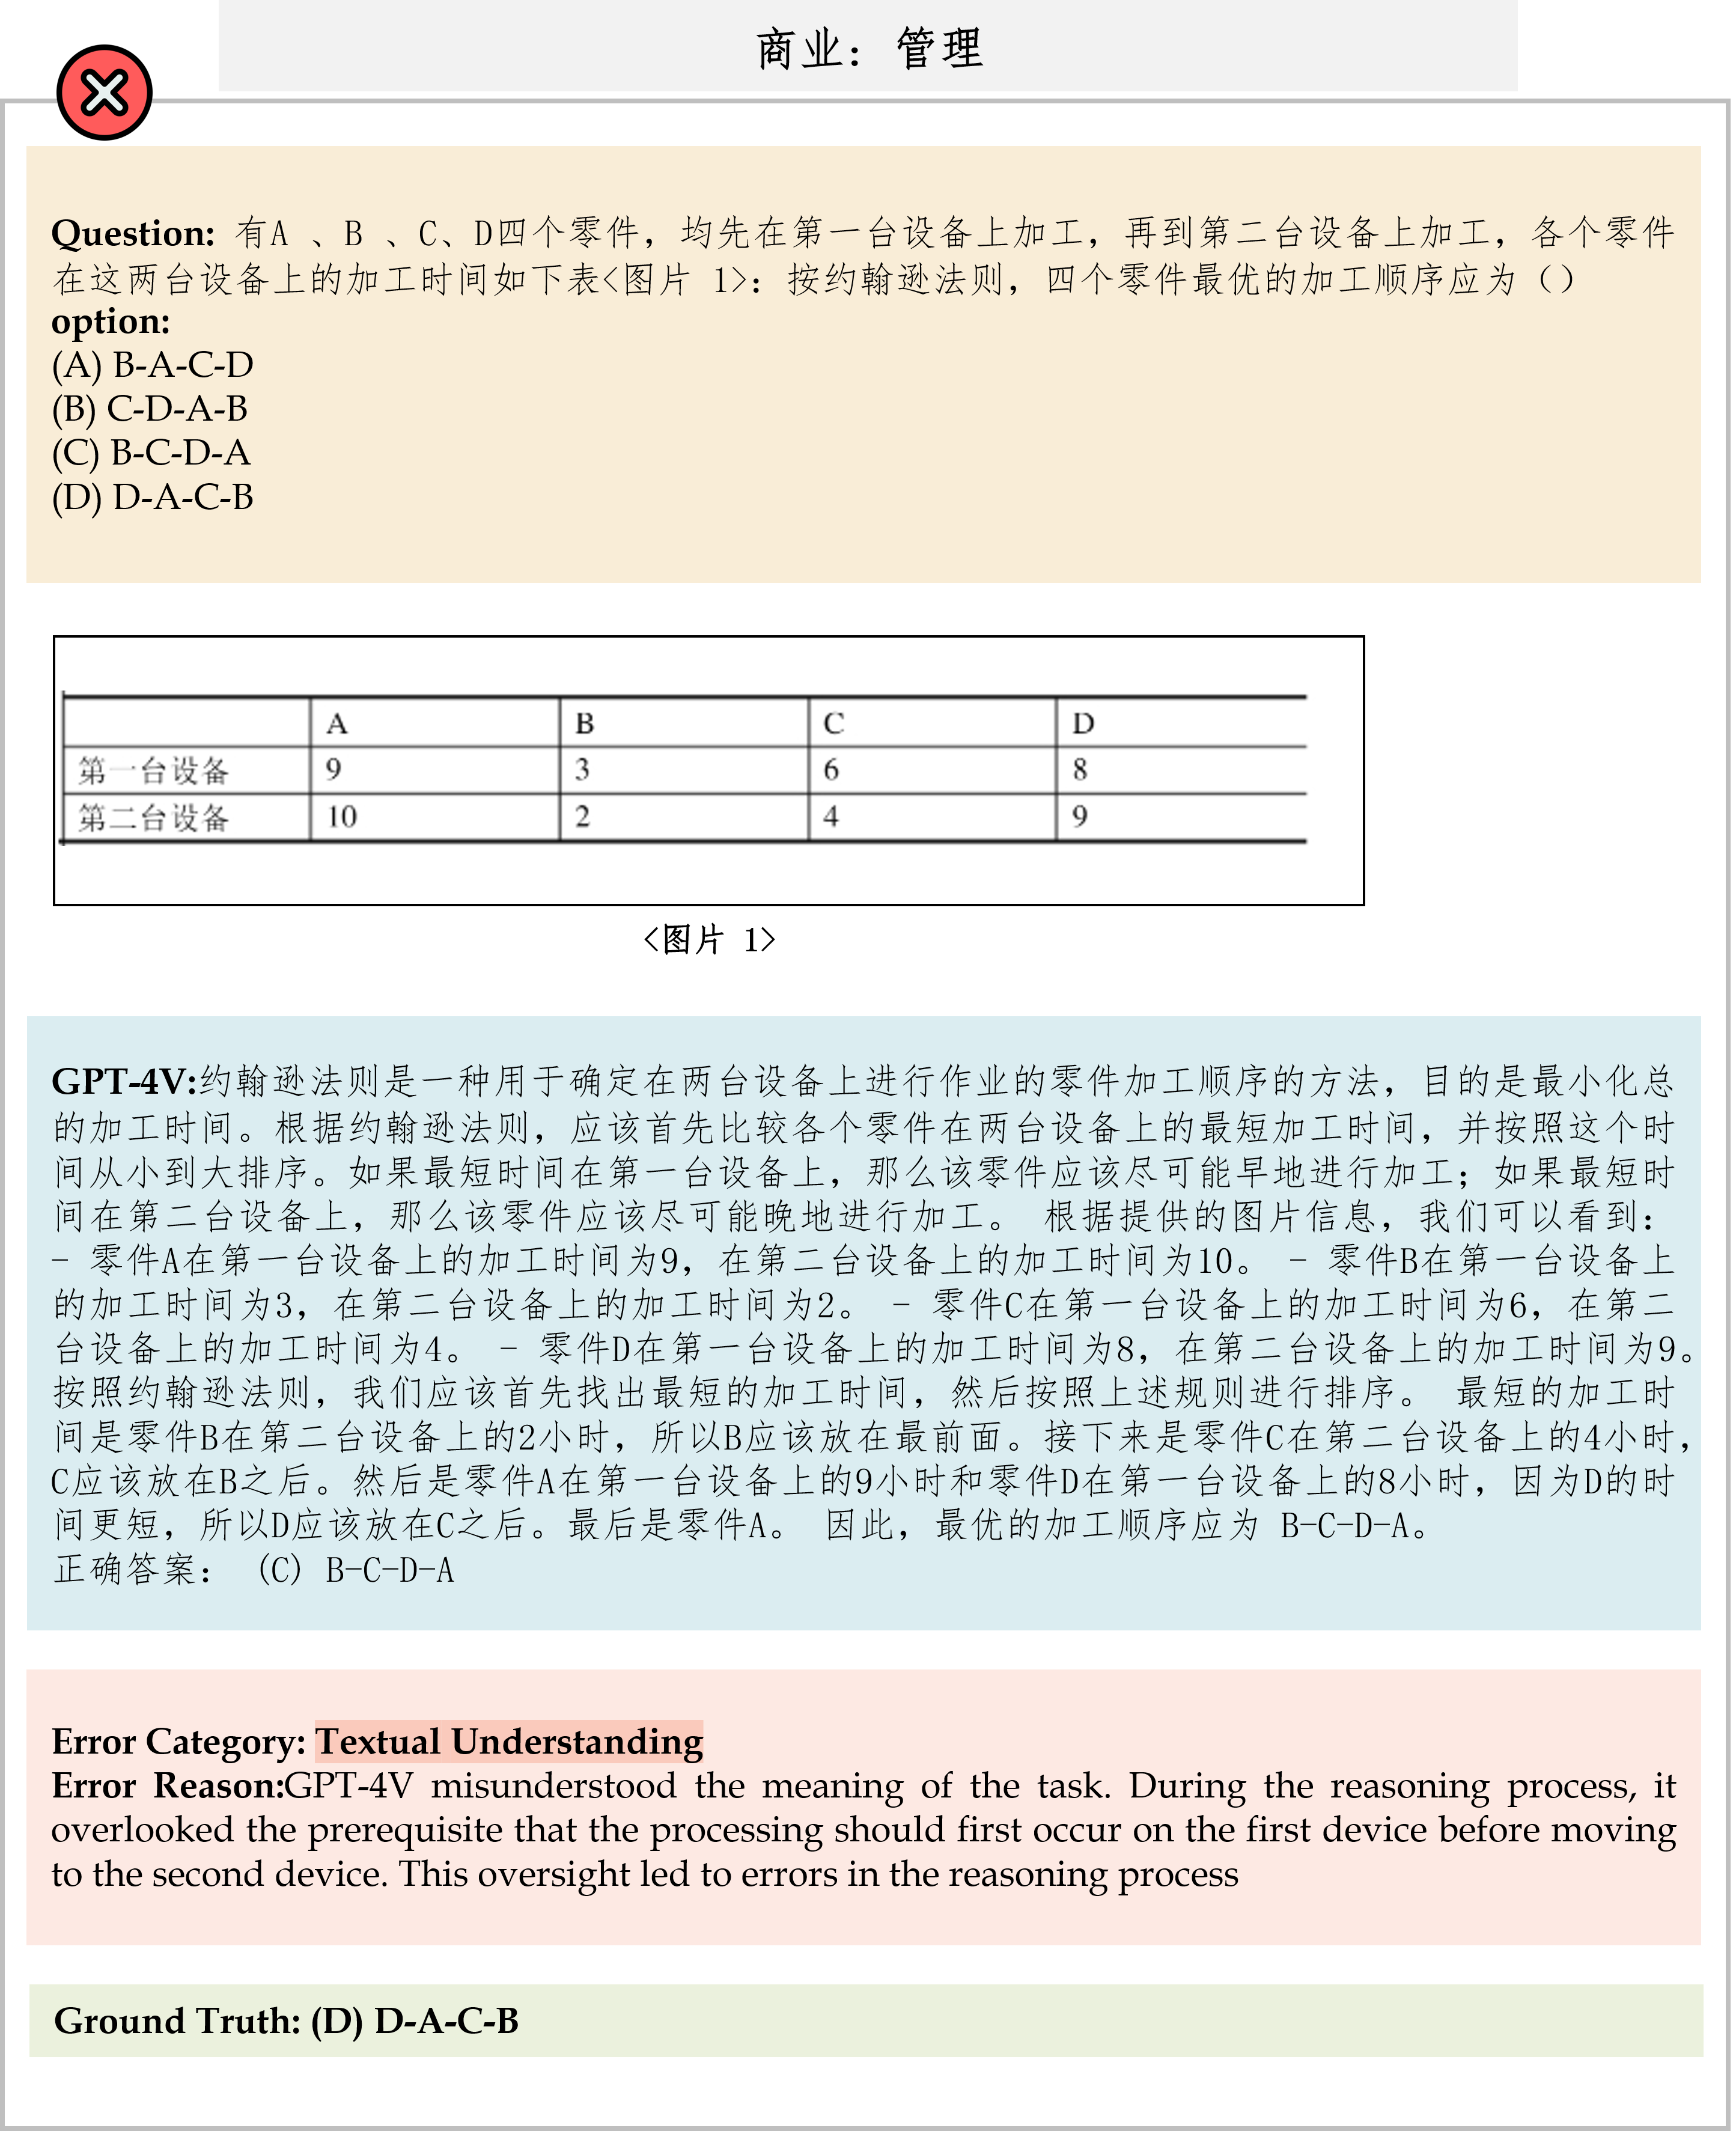 商业：管理
Question: 有A 、B 、C、D四个零件，均先在第一台设备上加工，再到第二台设备上加工，各个零件
在这两台设备上的加工时间如下表<图片 1>：按约翰逊法则，四个零件最优的加工顺序应为（）
option:
(A) B-A-C-D
(B) C-D-A-B
(C) B-C-D-A
(D) D-A-C-B
A B C D
第一台设备 9 3 6 8
第二台设备 10 2 4 9
<图片 1>
GPT-4V:约翰逊法则是一种用于确定在两台设备上进行作业的零件加工顺序的方法，目的是最小化总
的加工时间。根据约翰逊法则，应该首先比较各个零件在两台设备上的最短加工时间，并按照这个时
间从小到大排序。如果最短时间在第一台设备上，那么该零件应该尽可能早地进行加工；如果最短时
间在第二台设备上，那么该零件应该尽可能晚地进行加工。 根据提供的图片信息，我们可以看到：
- 零件A在第一台设备上的加工时间为9，在第二台设备上的加工时间为10。 - 零件B在第一台设备上
的加工时间为3，在第二台设备上的加工时间为2。 - 零件C在第一台设备上的加工时间为6，在第二
台设备上的加工时间为4。 - 零件D在第一台设备上的加工时间为8，在第二台设备上的加工时间为9。
按照约翰逊法则，我们应该首先找出最短的加工时间，然后按照上述规则进行排序。 最短的加工时
间是零件B在第二台设备上的2小时，所以B应该放在最前面。接下来是零件C在第二台设备上的4小时，
C应该放在B之后。然后是零件A在第一台设备上的9小时和零件D在第一台设备上的8小时，因为D的时
间更短，所以D应该放在C之后。最后是零件A。 因此，最优的加工顺序应为 B-C-D-A。
正确答案： (C) B-C-D-A
Error Category: Textual Understanding
Error Reason:GPT-4V misunderstood the meaning of the task. During the reasoning process, it
overlooked the prerequisite that the processing should first occur on the first device before moving
to the second device. This oversight led to errors in the reasoning process
Ground Truth: (D) D-A-C-B